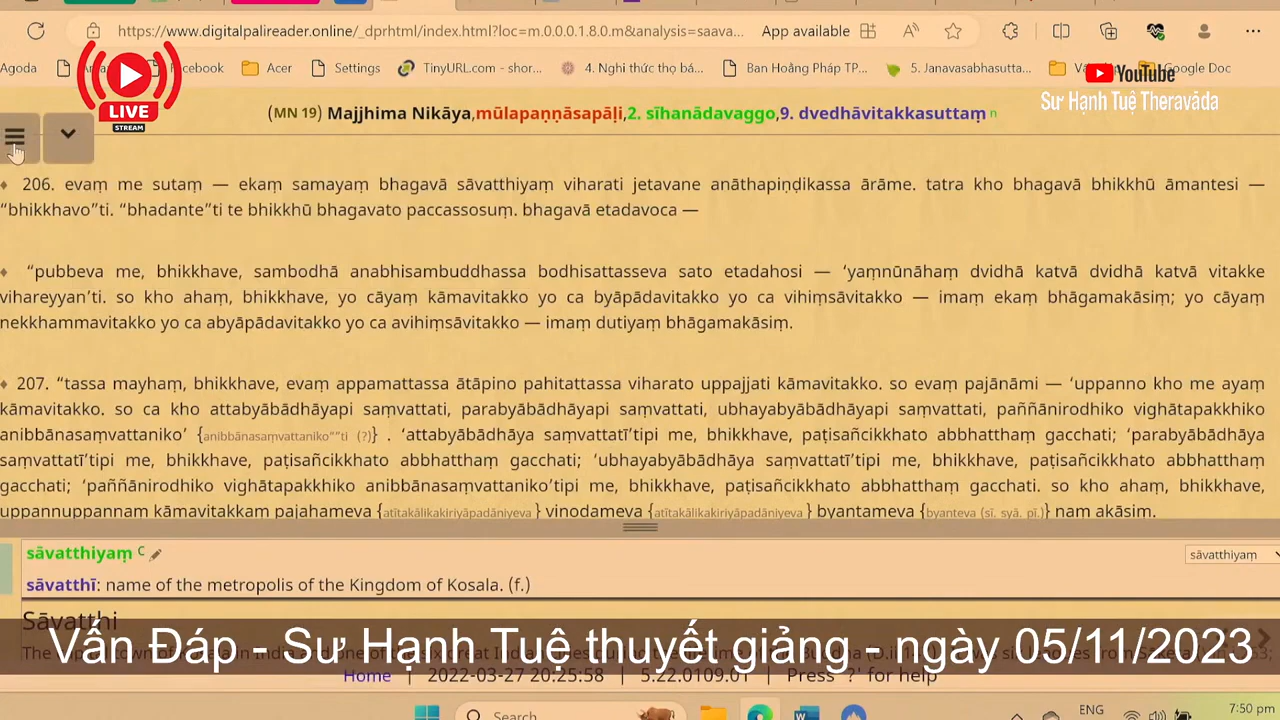 https://www.digitalpalireader.online/_dprhtml/index.html?loc=m.0.0.0.1.8.0.m&analysis=saava...
App available
Agoda
Facebook
Acer
Settings
TinyURL.com - shor...
4. Nghi thức thọ bá...
Ban Hoằng Pháp TP...
5. Janavasabhasutta...
Google Doc
LIVE
STREAM
YouTube
Sư Hạnh Tuệ Theravāda
(MN 19) Majjhima Nikāya,mūlapaṇṇāsapāḷi,2. sīhanādavaggo,9. dvedhāvitakkasuttaṃ n
♦ 206. evaṃ me sutaṃ — ekaṃ samayaṃ bhagavā sāvatthiyaṃ viharati jetavane anāthapiṇḍikassa ārāme. tatra kho bhagavā bhikkhū āmantesi —
“bhikkhavo”ti. “bhadante”ti te bhikkhū bhagavato paccassosuṃ. bhagavā etadavoca —
♦ “pubbeva me, bhikkhave, sambodhā anabhisambuddhassa bodhisattasseva sato etadahosi — ‘yaṃnūnāhaṃ dvidhā katvā dvidhā katvā vitakke
vihareyyan’ti. so kho ahaṃ, bhikkhave, yo cāyaṃ kāmavitakko yo ca byāpādavitakko yo ca vihiṃsāvitakko — imaṃ ekaṃ bhāgamakāsiṃ; yo cāyaṃ
nekkhammavitakko yo ca abyāpādavitakko yo ca avihiṃsāvitakko — imaṃ dutiyaṃ bhāgamakāsiṃ.
♦ 207. “tassa mayhaṃ, bhikkhave, evaṃ appamattassa ātāpino pahitattassa viharato uppajjati kāmavitakko. so evaṃ pajānāmi — ‘uppanno kho me ayaṃ
kāmavitakko. so ca kho attabyābādhāyapi saṃvattati, parabyābādhāyapi saṃvattati, ubhayabyābādhāyapi saṃvattati, paññānirodhiko vighātapakkhiko
anibbānasaṃvattaniko’ {anibbānasaṃvattaniko“”ti (?)} . ‘attabyābādhāya saṃvattatī’tipi me, bhikkhave, paṭisañcikkhato abbhatthaṃ gacchati; ‘parabyābādhāya
saṃvattatī’tipi me, bhikkhave, paṭisañcikkhato abbhatthaṃ gacchati; ‘ubhayabyābādhāya saṃvattatī’tipi me, bhikkhave, paṭisañcikkhato abbhatthaṃ
gacchati; ‘paññānirodhiko vighātapakkhiko anibbānasaṃvattaniko’tipi me, bhikkhave, paṭisañcikkhato abbhatthaṃ gacchati. so kho ahaṃ, bhikkhave,
uppannuppannaṃ kāmavitakkaṃ pajahameva {atītakālikakiriyāpadāniyeva} vinodameva {atītakālikakiriyāpadāniyeva} byantameva {byanteva (sī. syā. pī.)} naṃ akāsiṃ.
sāvatthiyaṃ C
sāvatthiyaṃ
sāvatthī: name of the metropolis of the Kingdom of Kosala. (f.)
Sāvatthi
Vấn Đáp - Sư Hạnh Tuệ thuyết giảng - ngày 05/11/2023
Home | 2022-03-27 20:25:58 | 5.22.0109.01 | Press '?' for help
Search
ENG
7:50 pm